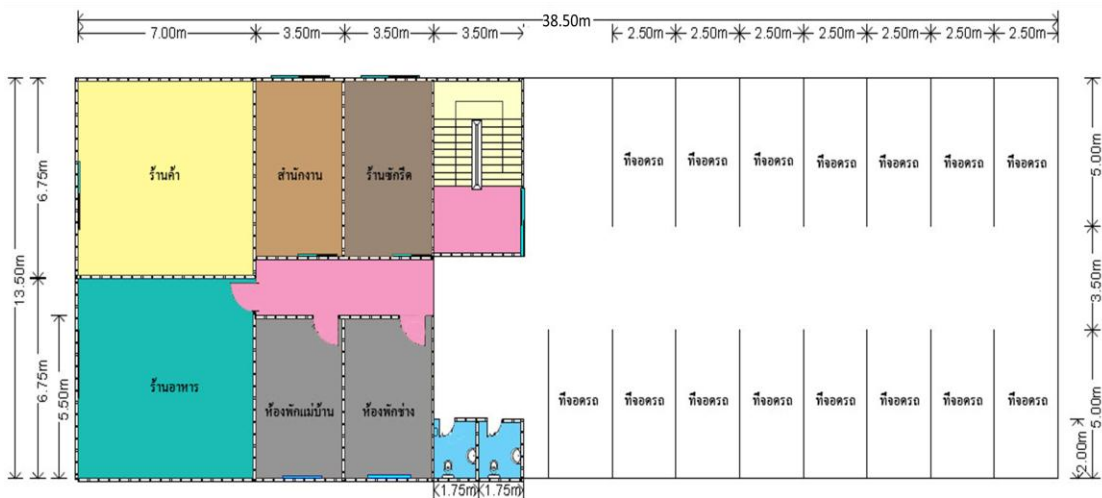 38.50m
7.00m 3.50m 3.50m 3.50m 2.50m 2.50m 2.50m 2.50m 2.50m 2.50m 2.50m
13.50m
6.75m
6.75m
5.50m
ร้านค้า
สำนักงาน
ร้านซักรีด
ที่จอดรถ ที่จอดรถ ที่จอดรถ ที่จอดรถ ที่จอดรถ ที่จอดรถ ที่จอดรถ
5.00m
3.50m
5.00m
2.00m
ร้านอาหาร
ห้องพักแม่บ้าน
ห้องพักช่าง
ที่จอดรถ ที่จอดรถ ที่จอดรถ ที่จอดรถ ที่จอดรถ ที่จอดรถ ที่จอดรถ ที่จอดรถ
1.75m 1.75m